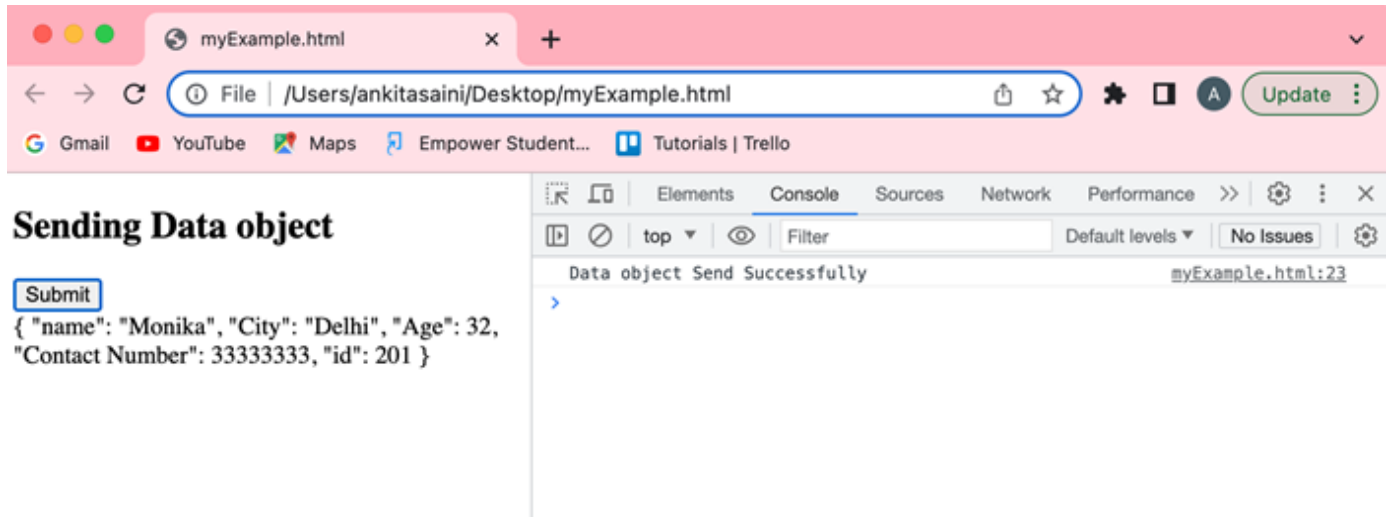 myExample.html
File | /Users/ankitasaini/Desktop/myExample.html A Update
Gmail YouTube Maps Empower Student... Tutorials | Trello
Elements Console Sources Network Performance
top Filter Default levels No Issues
Data object Send Successfully myExample.html:23
Sending Data object
Submit
{ "name": "Monika", "City": "Delhi", "Age": 32,
"Contact Number": 33333333, "id": 201 }